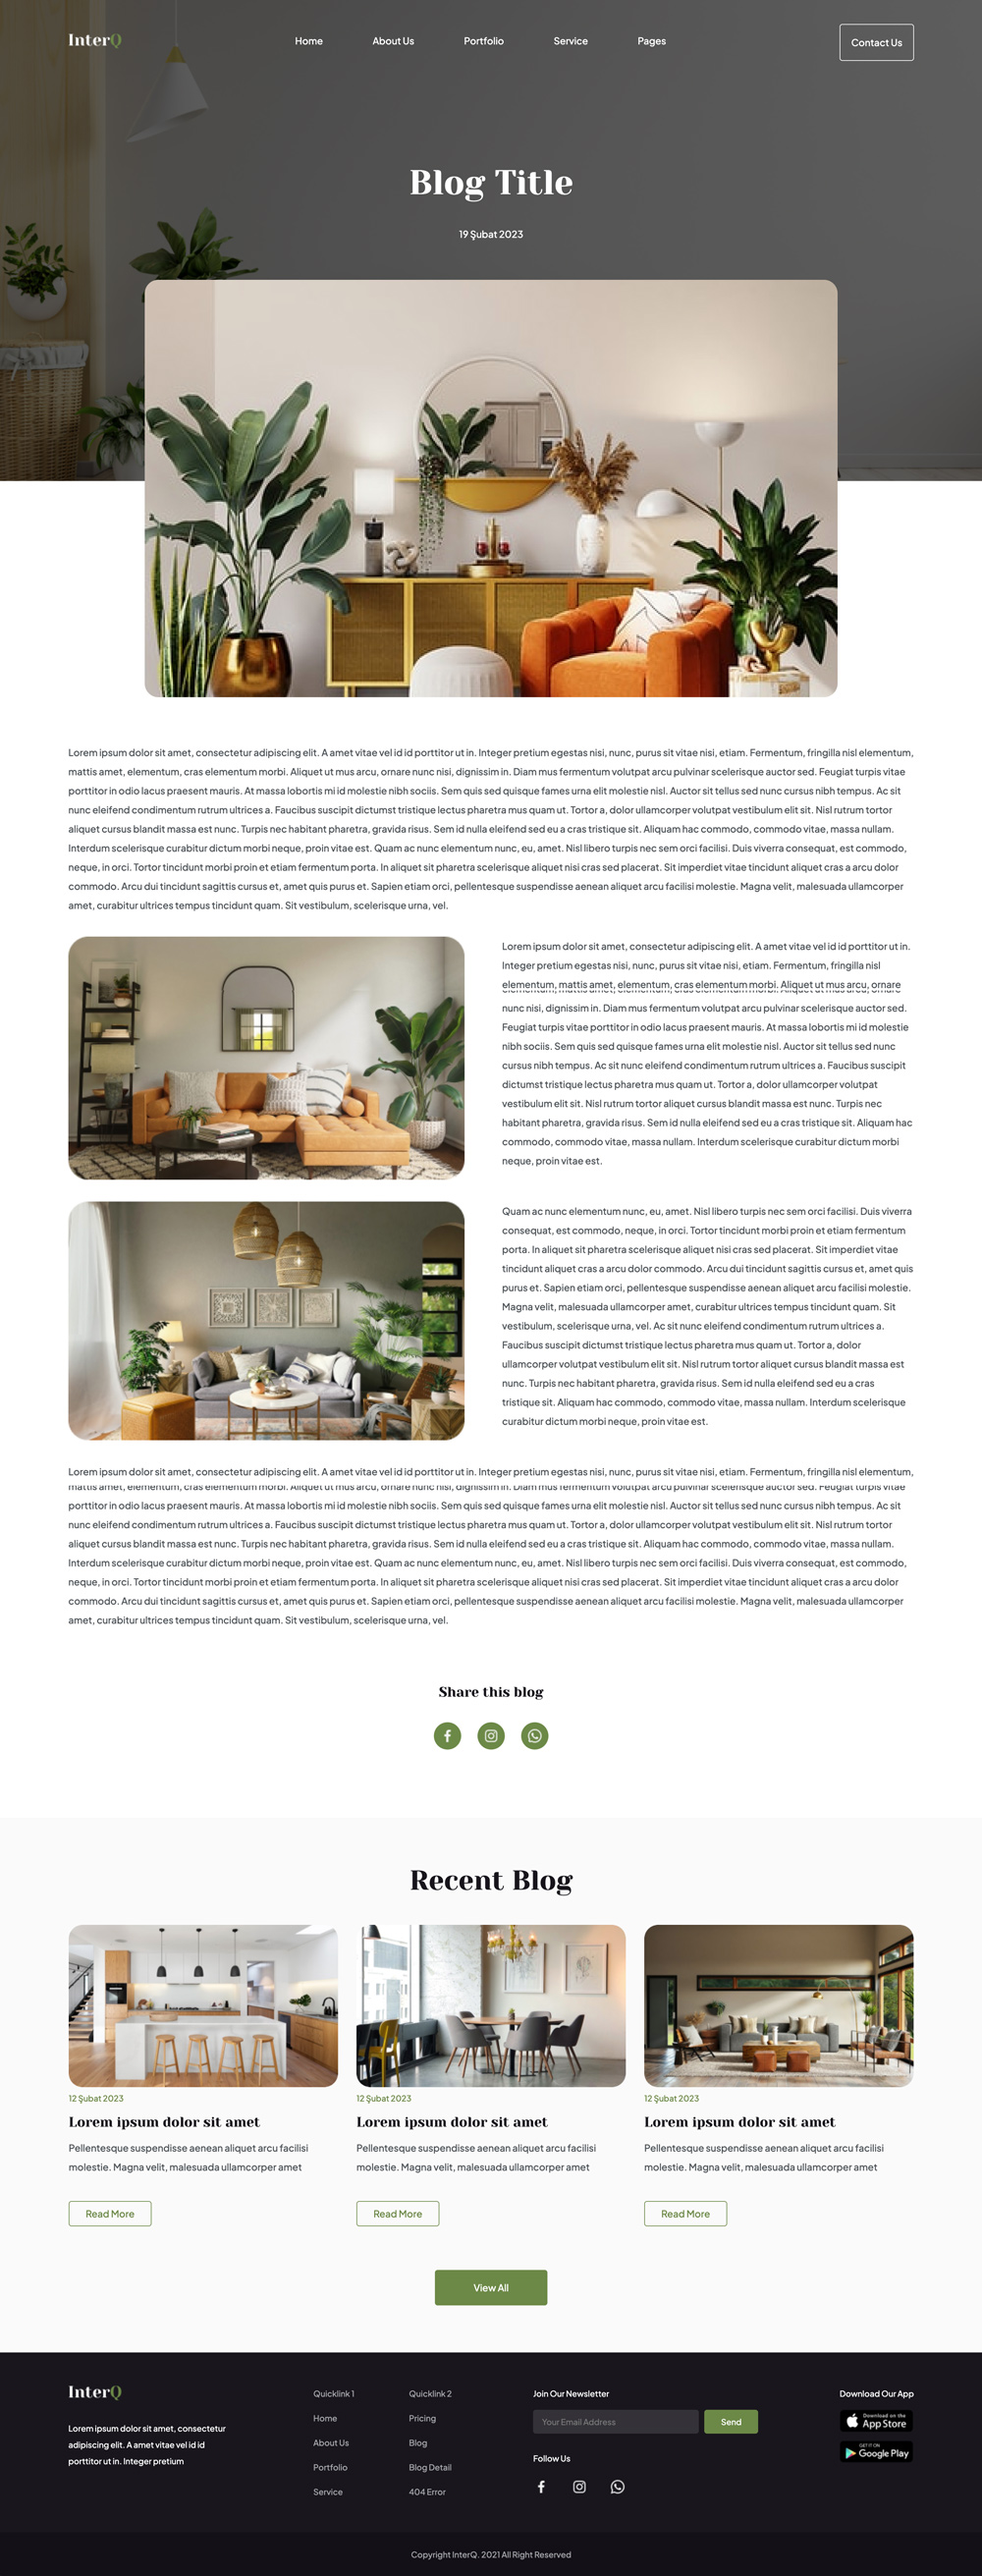 InterQ
Home
About Us
Portfolio
Service
Pages
Contact Us
Blog Title
19 Şubat 2023
Lorem ipsum dolor sit amet, consectetur adipiscing elit. A amet vitae vel id id porttitor ut in. Integer pretium egestas nisi, nunc, purus sit vitae nisi, etiam. Fermentum, fringilla nisl elementum,
mattis amet, elementum, cras elementum morbi. Aliquet ut mus arcu, ornare nunc nisi, dignissim in. Diam mus fermentum volutpat arcu pulvinar scelerisque auctor sed. Feugiat turpis vitae
porttitor in odio lacus praesent mauris. At massa lobortis mi id molestie nibh sociis. Sem quis sed quisque fames urna elit molestie nisl. Auctor sit tellus sed nunc cursus nibh tempus. Ac sit
nunc eleifend condimentum rutrum ultrices a. Faucibus suscipit dictumst tristique lectus pharetra mus quam ut. Tortor a, dolor ullamcorper volutpat vestibulum elit sit. Nisl rutrum tortor
aliquet cursus blandit massa est nunc. Turpis nec habitant pharetra, gravida risus. Sem id nulla eleifend sed eu a cras tristique sit. Aliquam hac commodo, commodo vitae, massa nullam.
Interdum scelerisque curabitur dictum morbi neque, proin vitae est. Quam ac nunc elementum nunc, eu, amet. Nisl libero turpis nec sem orci facilisi. Duis viverra consequat, est commodo,
neque, in orci. Tortor tincidunt morbi proin et etiam fermentum porta. In aliquet sit pharetra scelerisque aliquet nisi cras sed placerat. Sit imperdiet vitae tincidunt aliquet cras a arcu dolor
commodo. Arcu dui tincidunt sagittis cursus et, amet quis purus et. Sapien etiam orci, pellentesque suspendisse aenean aliquet arcu facilisi molestie. Magna velit, malesuada ullamcorper
amet, curabitur ultrices tempus tincidunt quam. Sit vestibulum, scelerisque urna, vel.
Lorem ipsum dolor sit amet, consectetur adipiscing elit. A amet vitae vel id id porttitor ut in.
Integer pretium egestas nisi, nunc, purus sit vitae nisi, etiam. Fermentum, fringilla nisl
elementum, mattis amet, elementum, cras elementum morbi. Aliquet ut mus arcu, ornare
nunc nisi, dignissim in. Diam mus fermentum volutpat arcu pulvinar scelerisque auctor sed.
Feugiat turpis vitae porttitor in odio lacus praesent mauris. At massa lobortis mi id molestie
nibh sociis. Sem quis sed quisque fames urna elit molestie nisl. Auctor sit tellus sed nunc
cursus nibh tempus. Ac sit nunc eleifend condimentum rutrum ultrices a. Faucibus suscipit
dictumst tristique lectus pharetra mus quam ut. Tortor a, dolor ullamcorper volutpat
vestibulum elit sit. Nisl rutrum tortor aliquet cursus blandit massa est nunc. Turpis nec
habitant pharetra, gravida risus. Sem id nulla eleifend sed eu a cras tristique sit. Aliquam hac
commodo, commodo vitae, massa nullam. Interdum scelerisque curabitur dictum morbi
neque, proin vitae est.
Quam ac nunc elementum nunc, eu, amet. Nisl libero turpis nec sem orci facilisi. Duis viverra
consequat, est commodo, neque, in orci. Tortor tincidunt morbi proin et etiam fermentum
porta. In aliquet sit pharetra scelerisque aliquet nisi cras sed placerat. Sit imperdiet vitae
tincidunt aliquet cras a arcu dolor commodo. Arcu dui tincidunt sagittis cursus et, amet quis
purus et. Sapien etiam orci, pellentesque suspendisse aenean aliquet arcu facilisi molestie.
Magna velit, malesuada ullamcorper amet, curabitur ultrices tempus tincidunt quam. Sit
vestibulum, scelerisque urna, vel. Ac sit nunc eleifend condimentum rutrum ultrices a.
Faucibus suscipit dictumst tristique lectus pharetra mus quam ut. Tortor a, dolor
ullamcorper volutpat vestibulum elit sit. Nisl rutrum tortor aliquet cursus blandit massa est
nunc. Turpis nec habitant pharetra, gravida risus. Sem id nulla eleifend sed eu a cras
tristique sit. Aliquam hac commodo, commodo vitae, massa nullam. Interdum scelerisque
curabitur dictum morbi neque, proin vitae est.
Lorem ipsum dolor sit amet, consectetur adipiscing elit. A amet vitae vel id id porttitor ut in. Integer pretium egestas nisi, nunc, purus sit vitae nisi, etiam. Fermentum, fringilla nisl elementum,
mattis amet, elementum, cras elementum morbi. Aliquet ut mus arcu, ornare nunc nisi, dignissim in. Diam mus fermentum volutpat arcu pulvinar scelerisque auctor sed. Feugiat turpis vitae
porttitor in odio lacus praesent mauris. At massa lobortis mi id molestie nibh sociis. Sem quis sed quisque fames urna elit molestie nisl. Auctor sit tellus sed nunc cursus nibh tempus. Ac sit
nunc eleifend condimentum rutrum ultrices a. Faucibus suscipit dictumst tristique lectus pharetra mus quam ut. Tortor a, dolor ullamcorper volutpat vestibulum elit sit. Nisl rutrum tortor
aliquet cursus blandit massa est nunc. Turpis nec habitant pharetra, gravida risus. Sem id nulla eleifend sed eu a cras tristique sit. Aliquam hac commodo, commodo vitae, massa nullam.
Interdum scelerisque curabitur dictum morbi neque, proin vitae est. Quam ac nunc elementum nunc, eu, amet. Nisl libero turpis nec sem orci facilisi. Duis viverra consequat, est commodo,
neque, in orci. Tortor tincidunt morbi proin et etiam fermentum porta. In aliquet sit pharetra scelerisque aliquet nisi cras sed placerat. Sit imperdiet vitae tincidunt aliquet cras a arcu dolor
commodo. Arcu dui tincidunt sagittis cursus et, amet quis purus et. Sapien etiam orci, pellentesque suspendisse aenean aliquet arcu facilisi molestie. Magna velit, malesuada ullamcorper
amet, curabitur ultrices tempus tincidunt quam. Sit vestibulum, scelerisque urna, vel.
Share this blog
Recent Blog
12 Şubat 2023
Lorem ipsum dolor sit amet
Pellentesque suspendisse aenean aliquet arcu facilisi
molestie. Magna velit, malesuada ullamcorper amet
Read More
12 Şubat 2023
Lorem ipsum dolor sit amet
Pellentesque suspendisse aenean aliquet arcu facilisi
molestie. Magna velit, malesuada ullamcorper amet
Read More
12 Şubat 2023
Lorem ipsum dolor sit amet
Pellentesque suspendisse aenean aliquet arcu facilisi
molestie. Magna velit, malesuada ullamcorper amet
Read More
View All
InterQ
Lorem ipsum dolor sit amet, consectetur
adipiscing elit. A amet vitae vel id id
porttitor ut in. Integer pretium
Quicklink 1
Home
About Us
Portfolio
Service
Quicklink 2
Pricing
Blog
Blog Detail
404 Error
Join Our Newsletter
Your Email Address
Send
Follow Us
Download Our App
Download on the
App Store
GET IT ON
Google Play
Copyright InterQ. 2021 All Right Reserved